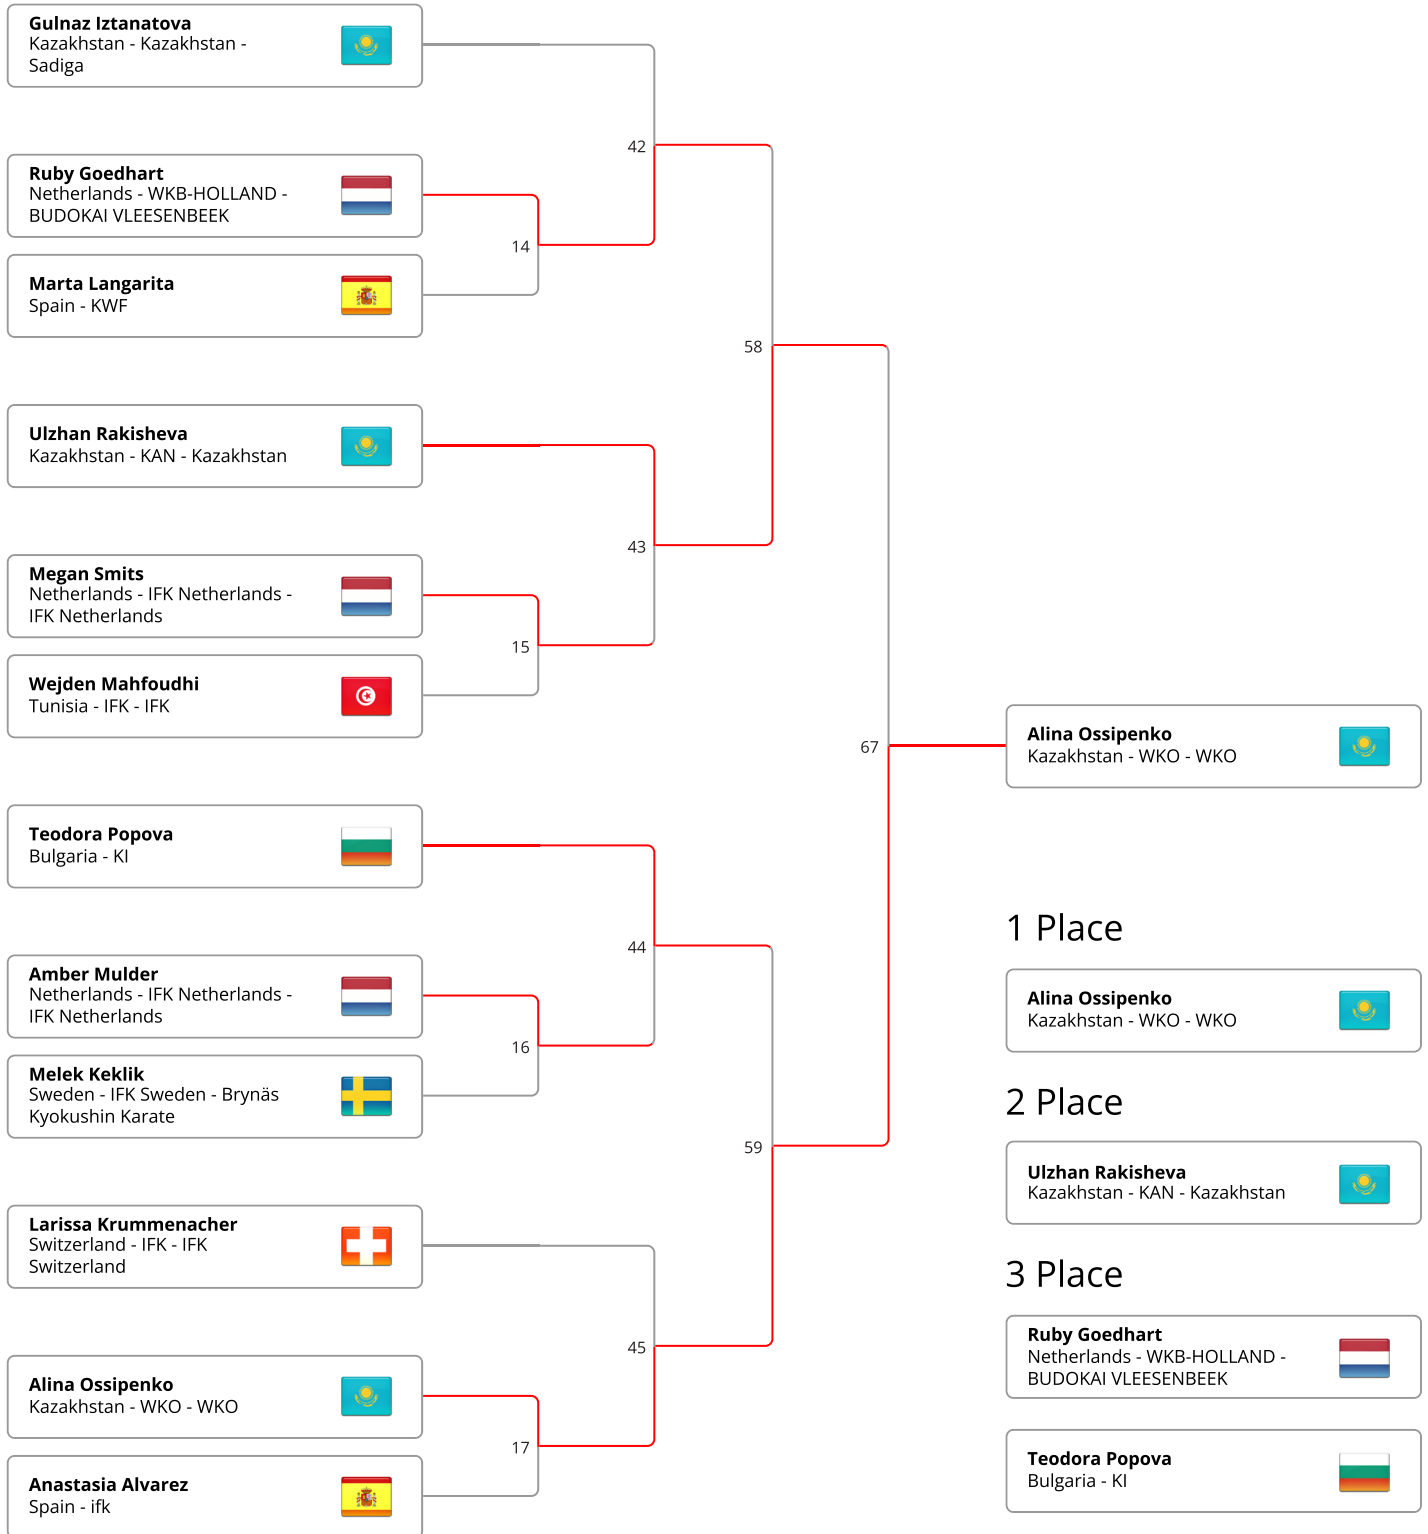 Gulnaz Iztanatova
Kazakhstan - Kazakhstan -
Sadiga
Ruby Goedhart
Netherlands - WKB-HOLLAND -
BUDOKAI VLEESENBEEK
Marta Langarita
Spain - KWF
Ulzhan Rakisheva
Kazakhstan - KAN - Kazakhstan
Megan Smits
Netherlands - IFK Netherlands -
IFK Netherlands
Wejden Mahfoudhi
Tunisia - IFK - IFK
Teodora Popova
Bulgaria - KI
Amber Mulder
Netherlands - IFK Netherlands -
IFK Netherlands
Melek Keklik
Sweden - IFK Sweden - Brynäs
Kyokushin Karate
Larissa Krummenacher
Switzerland - IFK - IFK
Switzerland
Alina Ossipenko
Kazakhstan - WKO - WKO
Anastasia Alvarez
Spain - ifk
14
15
16
17
42
43
44
45
58
59
67
Alina Ossipenko
Kazakhstan - WKO - WKO
1 Place
Alina Ossipenko
Kazakhstan - WKO - WKO
2 Place
Ulzhan Rakisheva
Kazakhstan - KAN - Kazakhstan
3 Place
Ruby Goedhart
Netherlands - WKB-HOLLAND -
BUDOKAI VLEESENBEEK
Teodora Popova
Bulgaria - KI